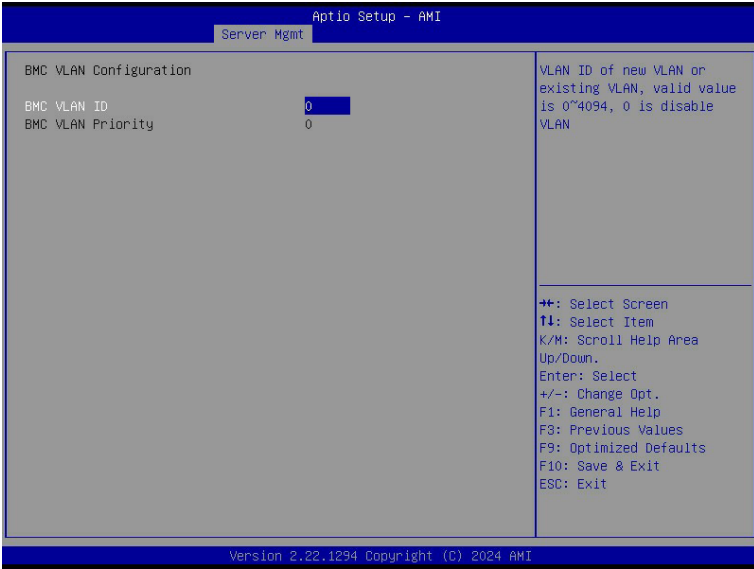 Aptio Setup – AMI
Server Mgmt
BMC VLAN Configuration
BMC VLAN ID 0
BMC VLAN Priority 0
VLAN ID of new VLAN or
existing VLAN, valid value
is 0~4094, 0 is disable
VLAN
→←: Select Screen
↑↓: Select Item
K/M: Scroll Help Area
Up/Down.
Enter: Select
+/-: Change Opt.
F1: General Help
F3: Previous Values
F9: Optimized Defaults
F10: Save & Exit
ESC: Exit
Version 2.22.1294 Copyright (C) 2024 AMI